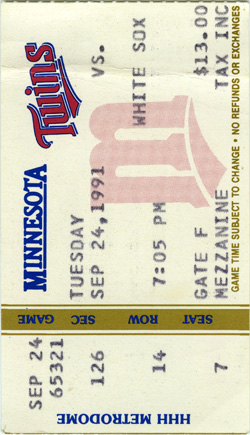 MINNESOTA Twins
TUESDAY
SEP 24, 1991 VS.
M
7:05 PM WHITE SOX
GATE F $13.00
MEZZANINE TAX INC
GAME TIME SUBJECT TO CHANGE • NO REFUNDS OR EXCHANGES
GAME SEC ROW SEAT
SEP 24
65321 126 14 7
HHH METRODOME